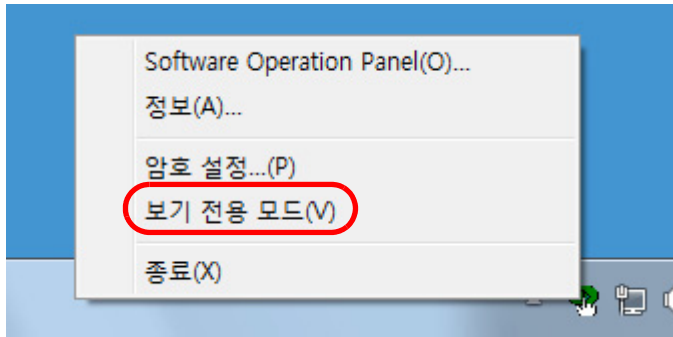 Software Operation Panel(O)...
정보(A)...
암호 설정...(P)
보기 전용 모드(V)
종료(X)